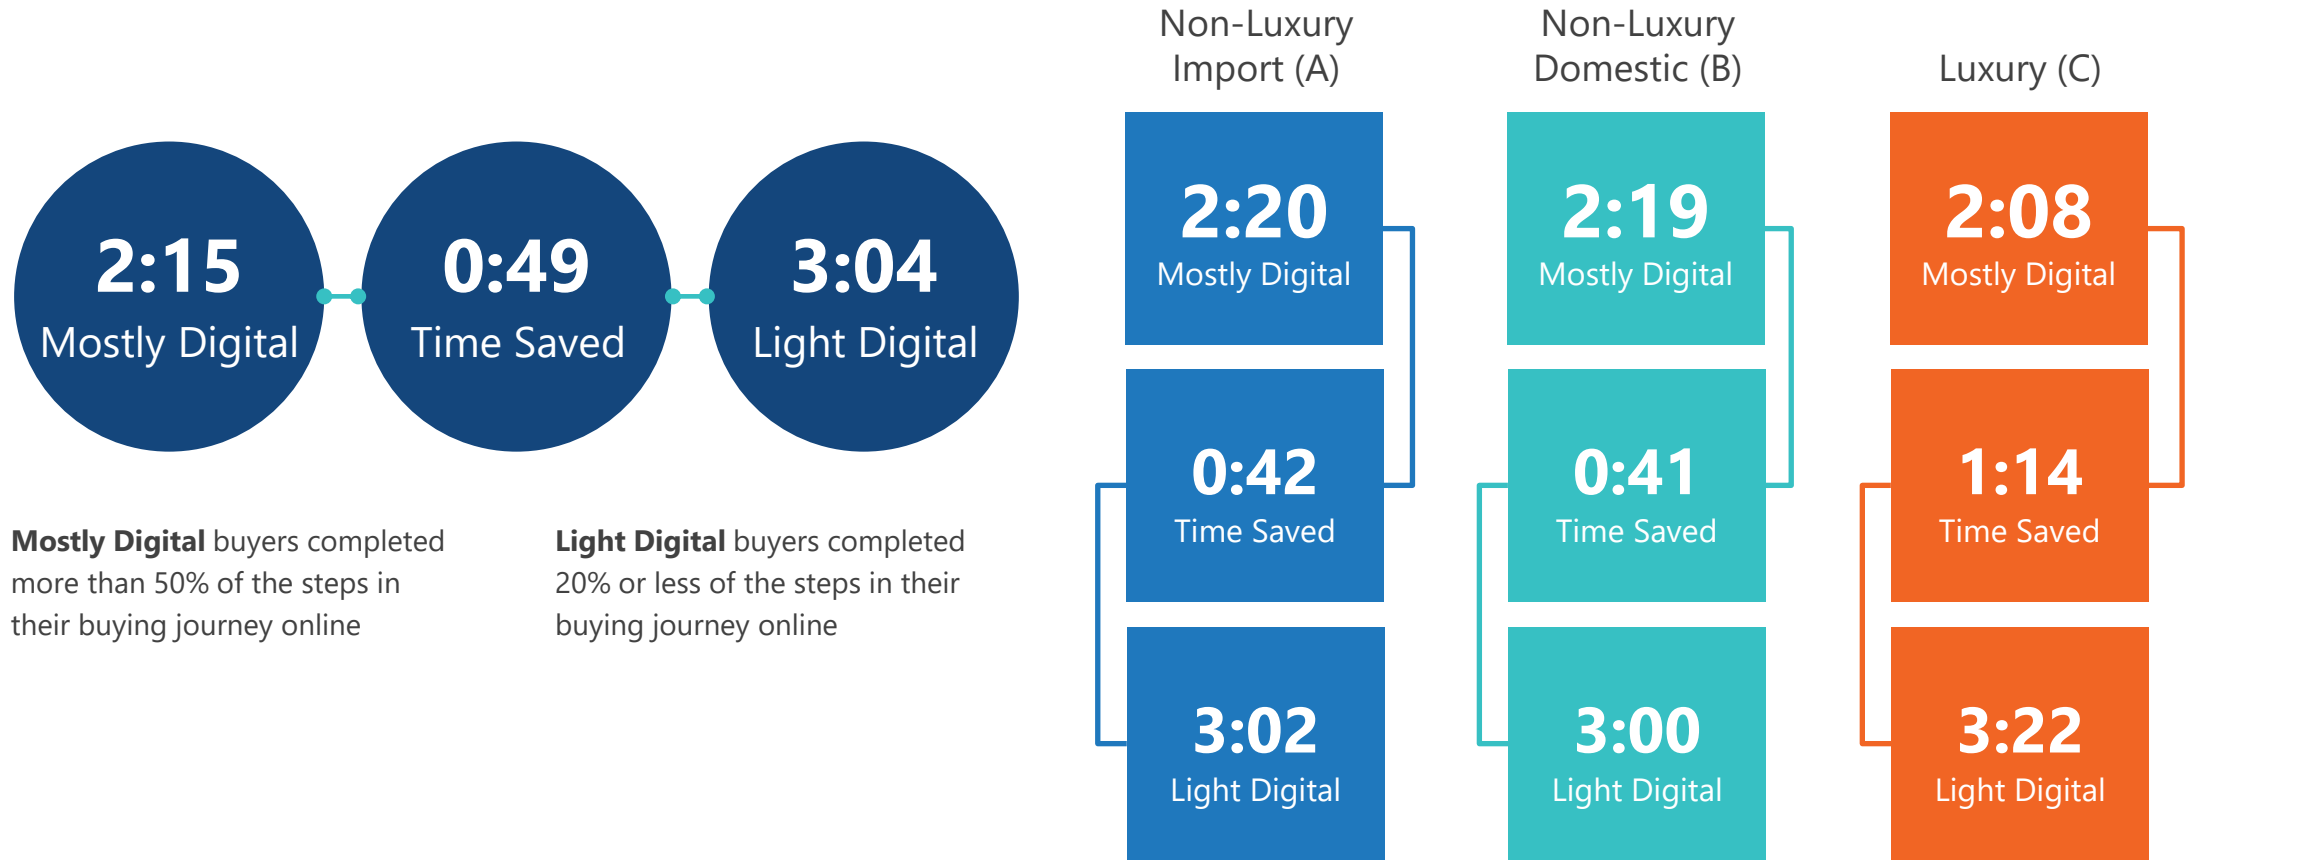 2:15
Mostly Digital
0:49
Time Saved
3:04
Light Digital
Mostly Digital buyers completed
more than 50% of the steps in
their buying journey online
Light Digital buyers completed
20% or less of the steps in their
buying journey online
Non-Luxury
Import (A)
2:20
Mostly Digital
0:42
Time Saved
3:02
Light Digital
Non-Luxury
Domestic (B)
2:19
Mostly Digital
0:41
Time Saved
3:00
Light Digital
Luxury (C)
2:08
Mostly Digital
1:14
Time Saved
3:22
Light Digital